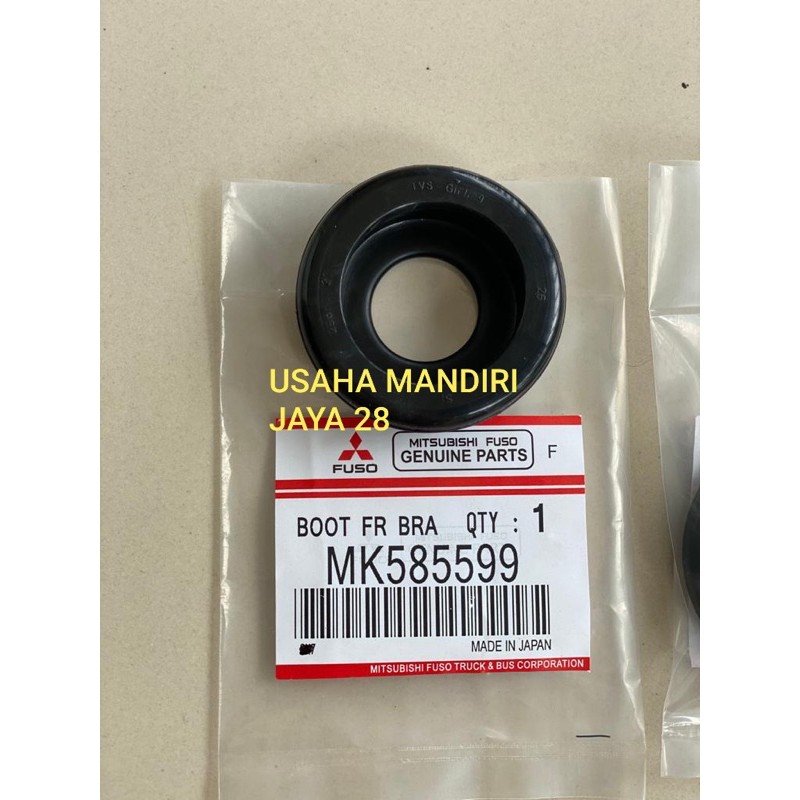 25
USAHA MANDIRI
JAYA 28
FUSO
MITSUBISHI FUSO
GENUINE PARTS
F
BOOT FR BRA QTY : 1
MK585599
MADE IN JAPAN
MITSUBISHI FUSO TRUCK & BUS CORPORATION